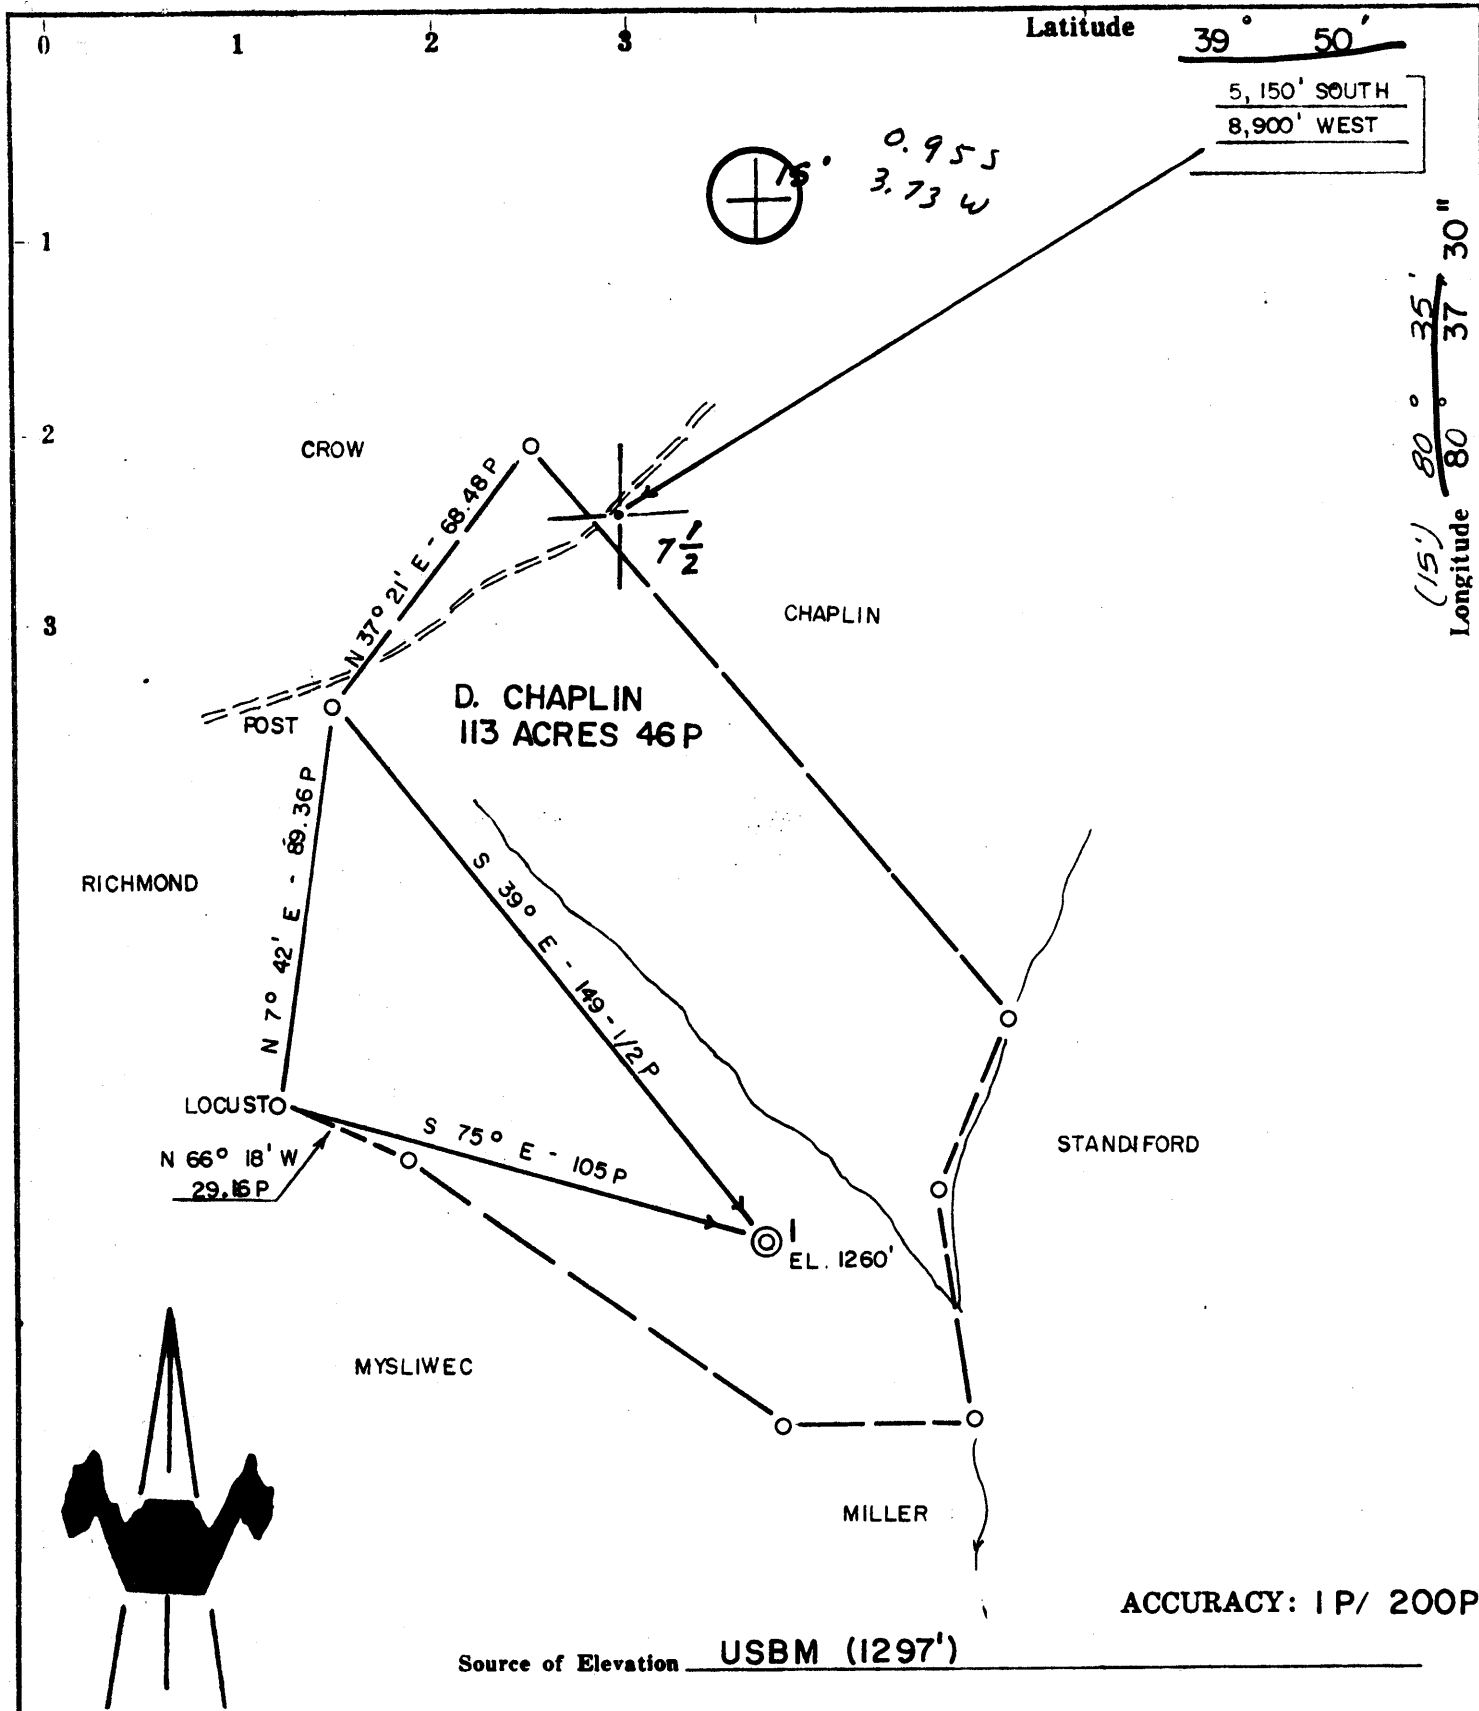 0 1 2 3
Latitude 39° 50'
5,150' SOUTH
8,900' WEST
15'
0.95 S
3.73 W
1
2
3
(15') 80° 35'
Longitude 80° 37' 30"
CROW
N 37° 21' E - 68.48 P
7 1/2
CHAPLIN
D. CHAPLIN
113 ACRES 46 P
POST
N 7° 42' E - 89.36 P
RICHMOND
S 39° E - 149-1/2 P
LOCUST
S 75° E - 105 P
N 66° 18' W
29.16 P
STANDIFORD
1
EL. 1260'
MYSLIWEC
MILLER
ACCURACY: 1 P/ 200P
Source of Elevation USBM (1297')